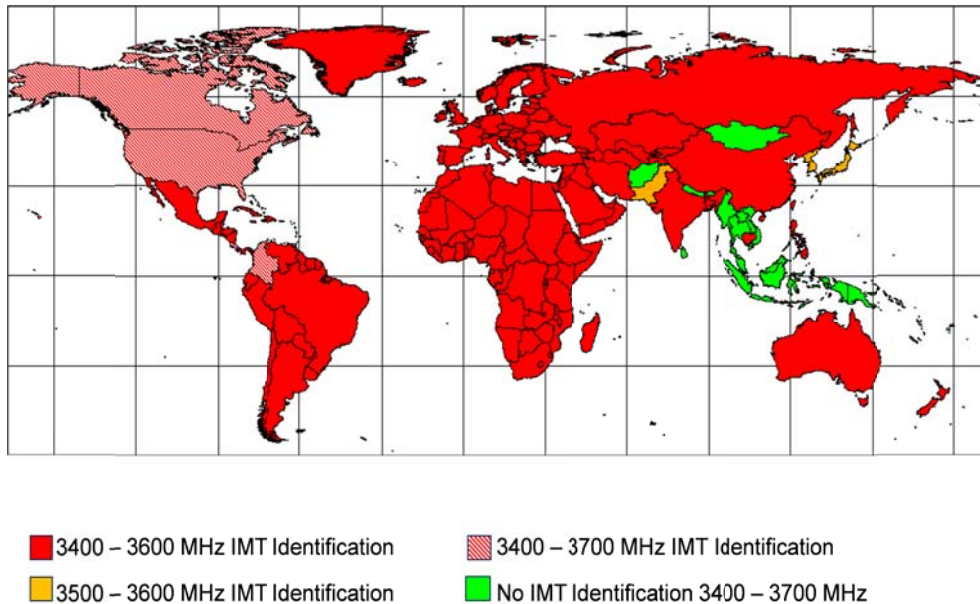 3400 – 3600 MHz IMT Identification
3400 – 3700 MHz IMT Identification
3500 – 3600 MHz IMT Identification
No IMT Identification 3400 – 3700 MHz